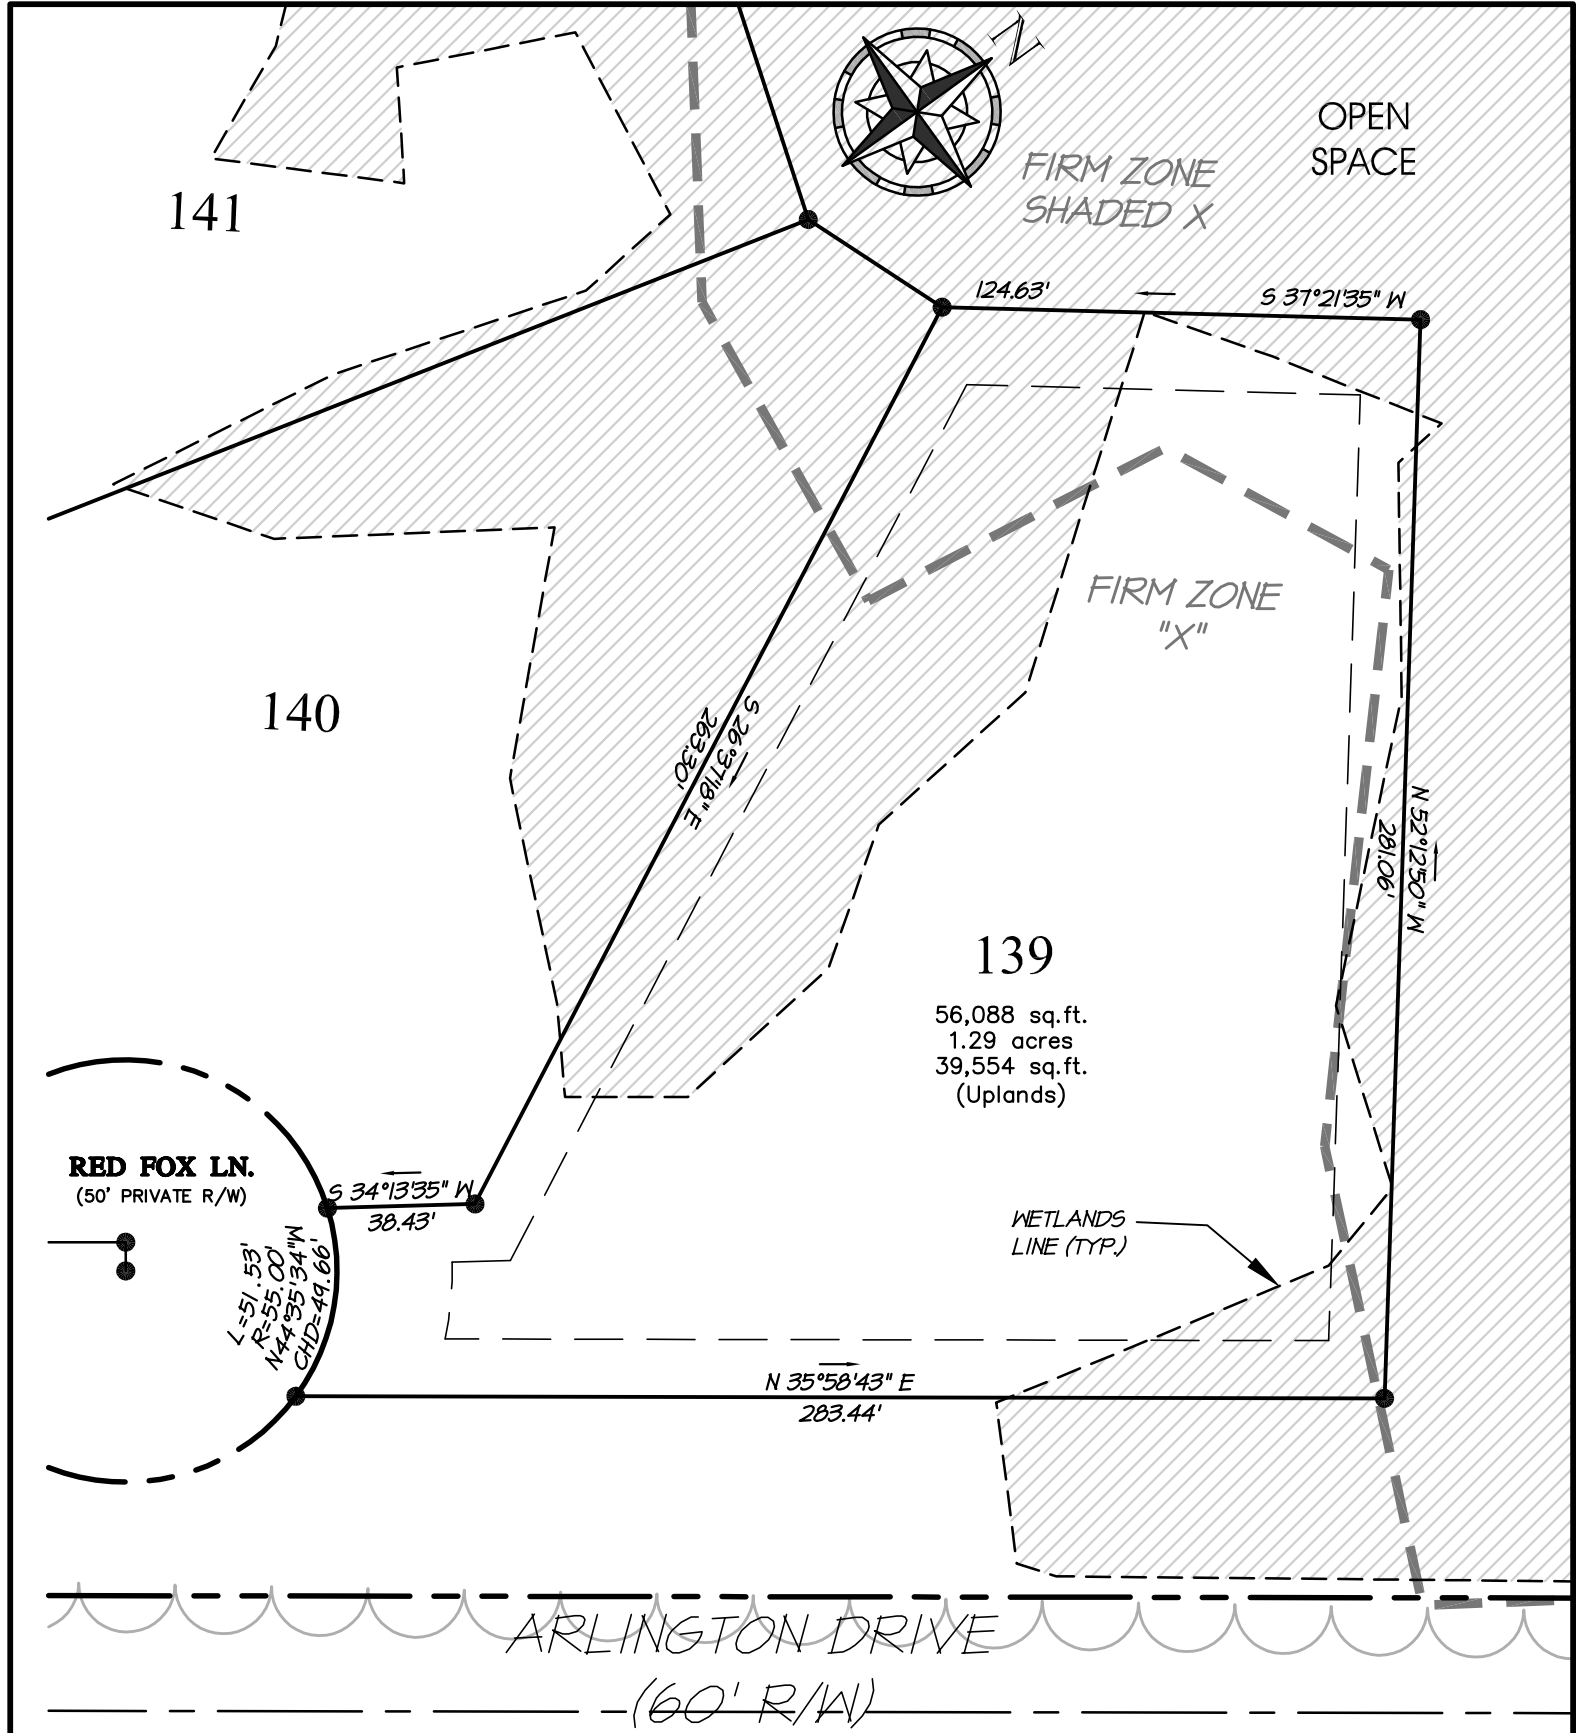 N
OPEN
SPACE
FIRM ZONE
SHADED X
141
124.63'
S 37°21'35" W
FIRM ZONE
"X"
140
S 26°37'18" E
263.30'
N 52°12'50" W
281.06'
139
56,088 sq.ft.
1.29 acres
39,554 sq.ft.
(Uplands)
RED FOX LN.
(50' PRIVATE R/W)
S 34°13'35" W
38.43'
WETLANDS
LINE (TYP.)
L=51.53'
R=55.00'
N44°35'34"W
CHD=49.66'
N 35°58'43" E
283.44'
ARLINGTON DRIVE
(60' R/W)